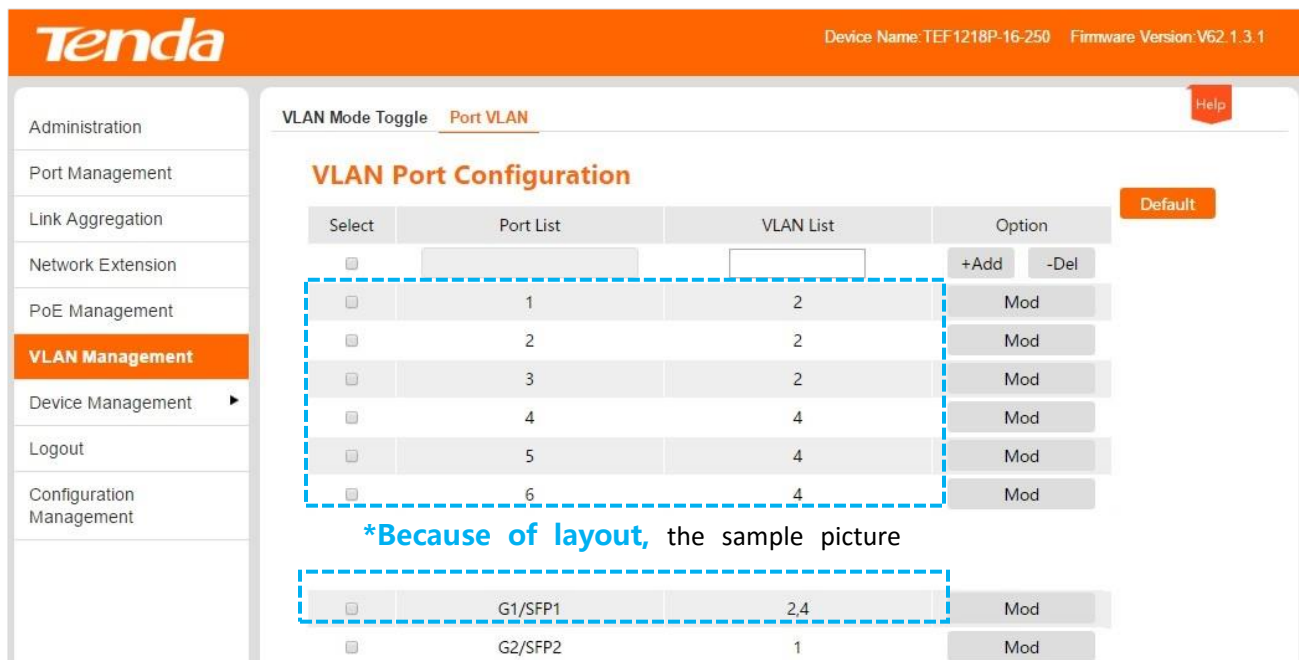 Tenda
Device Name:TEF1218P-16-250 Firmware Version:V62.1.3.1
Help
VLAN Mode Toggle Port VLAN
Administration
Port Management
Link Aggregation
Network Extension
PoE Management
VLAN Management
Device Management
Logout
Configuration
Management
VLAN Port Configuration
Default
Select Port List VLAN List Option
+Add -Del
1 2 Mod
2 2 Mod
3 2 Mod
4 4 Mod
5 4 Mod
6 4 Mod
*Because of layout, the sample picture
G1/SFP1 2,4 Mod
G2/SFP2 1 Mod